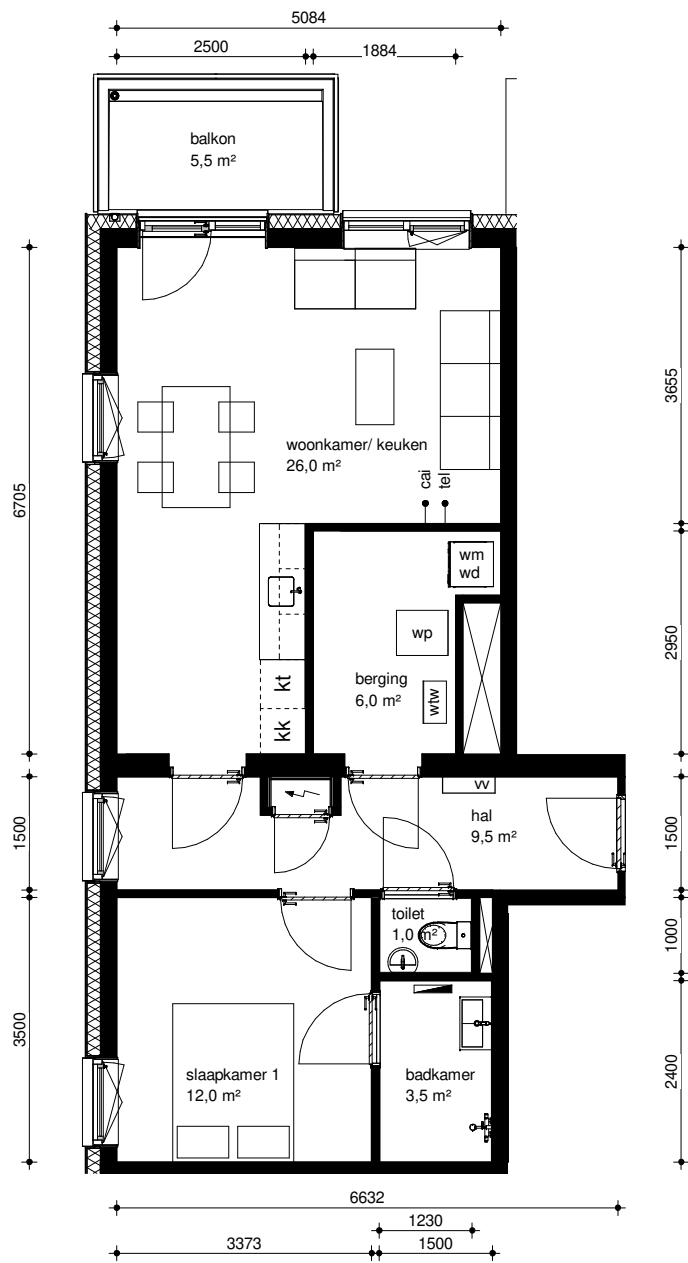 5084
2500
1884
balkon
5,5 m²
6705
3655
woonkamer/ keuken
26,0 m²
cai
tel
wm
wd
wp
2950
berging
6,0 m²
wtw
kt
kk
1500
vv
hal
9,5 m²
1500
toilet
1,0 m²
1000
3500
slaapkamer 1
12,0 m²
badkamer
3,5 m²
2400
6632
1230
3373
1500